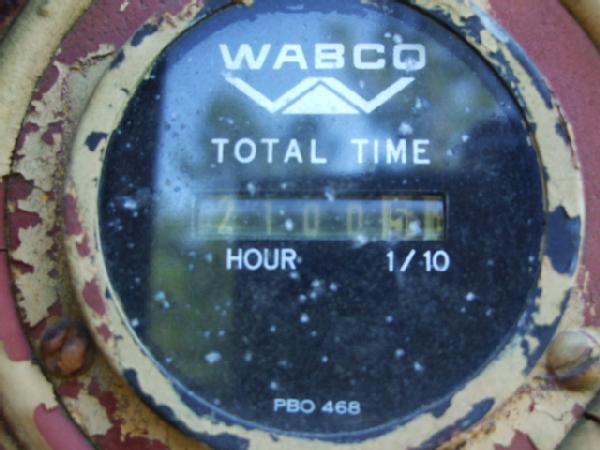 WABCO
TOTAL TIME
HOUR 1/10
PBO 468